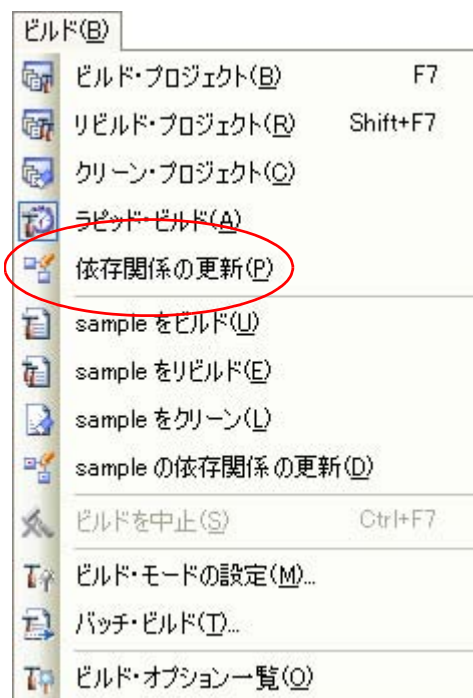 ビルド(B)
ビルド・プロジェクト(B) F7
リビルド・プロジェクト(R) Shift+F7
クリーン・プロジェクト(C)
ラピッド・ビルド(A)
依存関係の更新(P)
sample をビルド(U)
sample をリビルド(E)
sample をクリーン(L)
sample の依存関係の更新(D)
ビルドを中止(S) Ctrl+F7
ビルド・モードの設定(M)...
バッチ・ビルド(T)...
ビルド・オプション一覧(O)